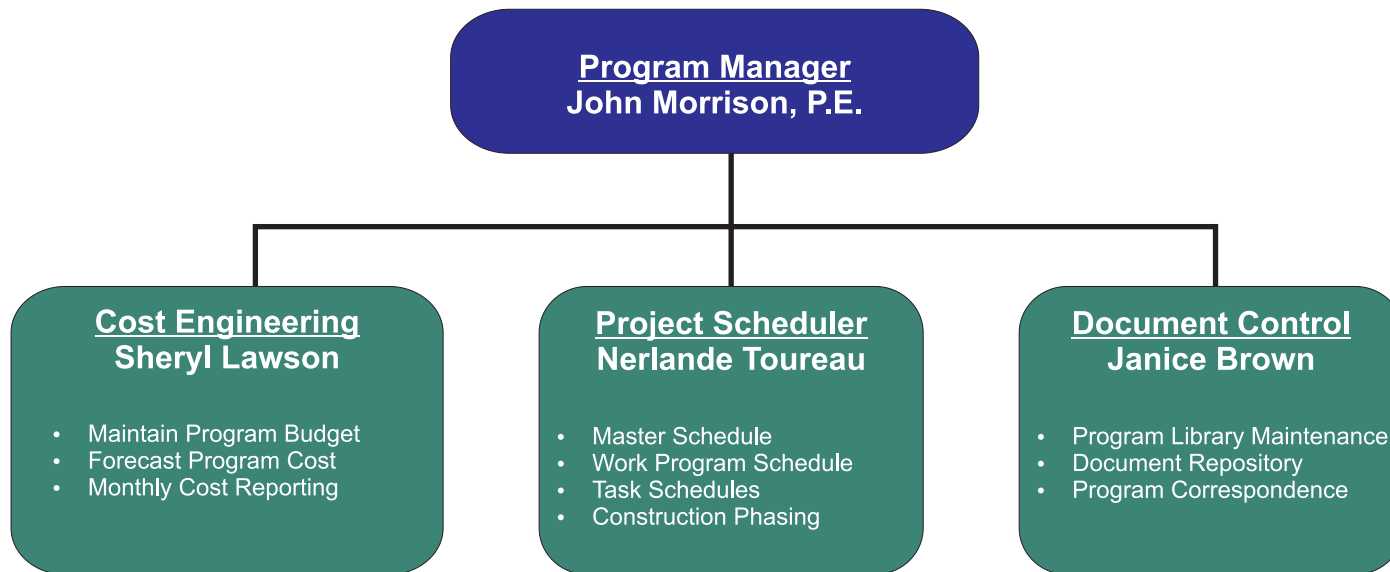 Program Manager
John Morrison, P.E.
Cost Engineering
Sheryl Lawson
• Maintain Program Budget
• Forecast Program Cost
• Monthly Cost Reporting
Project Scheduler
Nerlande Toureau
• Master Schedule
• Work Program Schedule
• Task Schedules
• Construction Phasing
Document Control
Janice Brown
• Program Library Maintenance
• Document Repository
• Program Correspondence